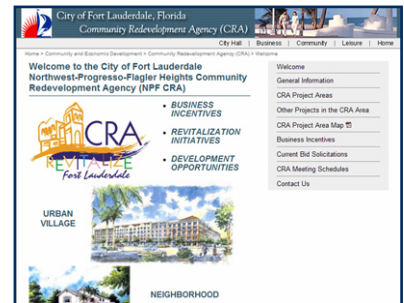 City of Fort Lauderdale, Florida
Community Redevelopment Agency (CRA)
City Hall | Business | Community | Leisure | Home
Home > Community and Economic Development > Community Redevelopment Agency (CRA) > Welcome
Welcome to the City of Fort Lauderdale
Northwest-Progresso-Flagler Heights Community
Redevelopment Agency (NPF CRA)
CRA
REVITALIZE
Fort Lauderdale
• BUSINESS
INCENTIVES
• REVITALIZATION
INITIATIVES
• DEVELOPMENT
OPPORTUNITIES
URBAN
VILLAGE
NEIGHBORHOOD
Welcome
General Information
CRA Project Areas
Other Projects in the CRA Area
CRA Project Area Map
Business Incentives
Current Bid Solicitations
CRA Meeting Schedules
Contact Us